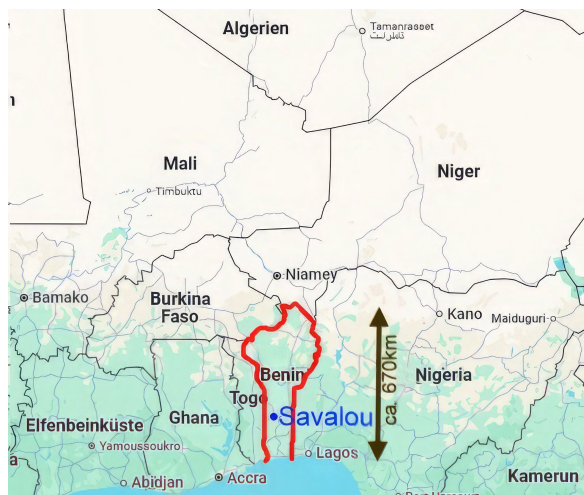 Algerien
Tamanrasset
تامنراست
Mali
Timbuktu
Niger
Niamey
Bamako
Burkina
Faso
Kano
Maiduguri
ca. 670km
Benin
Nigeria
Togo
Savalou
Elfenbeinküste
Ghana
Yamoussoukro
Lagos
Abidjan
Accra
Kamerun